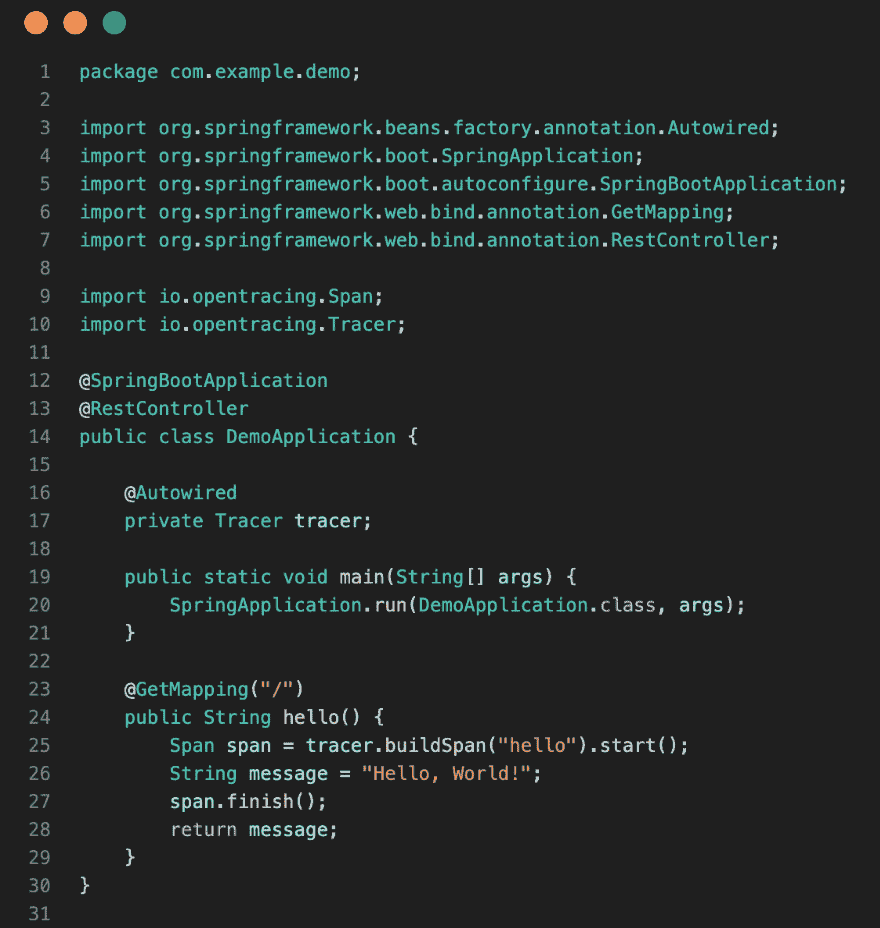 1 package com.example.demo;
2
3 import org.springframework.beans.factory.annotation.Autowired;
4 import org.springframework.boot.SpringApplication;
5 import org.springframework.boot.autoconfigure.SpringBootApplication;
6 import org.springframework.web.bind.annotation.GetMapping;
7 import org.springframework.web.bind.annotation.RestController;
8
9 import io.opentracing.Span;
10 import io.opentracing.Tracer;
11
12 @SpringBootApplication
13 @RestController
14 public class DemoApplication {
15
16     @Autowired
17     private Tracer tracer;
18
19     public static void main(String[] args) {
20         SpringApplication.run(DemoApplication.class, args);
21     }
22
23     @GetMapping("/")
24     public String hello() {
25         Span span = tracer.buildSpan("hello").start();
26         String message = "Hello, World!";
27         span.finish();
28         return message;
29     }
30 }
31